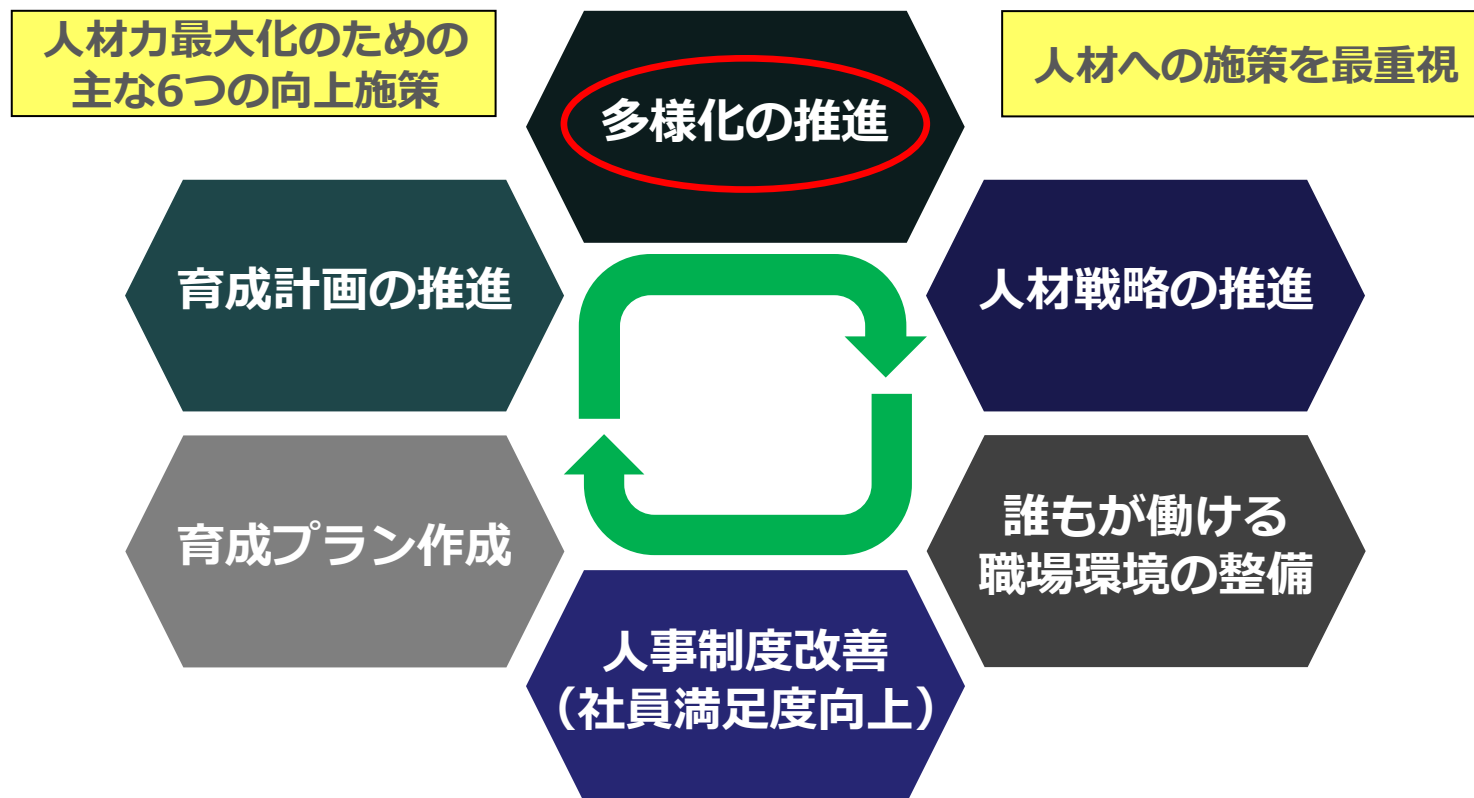 人材力最大化のための
主な6つの向上施策
人材への施策を最重視
多様化の推進
育成計画の推進
人材戦略の推進
育成プラン作成
誰もが働ける
職場環境の整備
人事制度改善
（社員満足度向上）